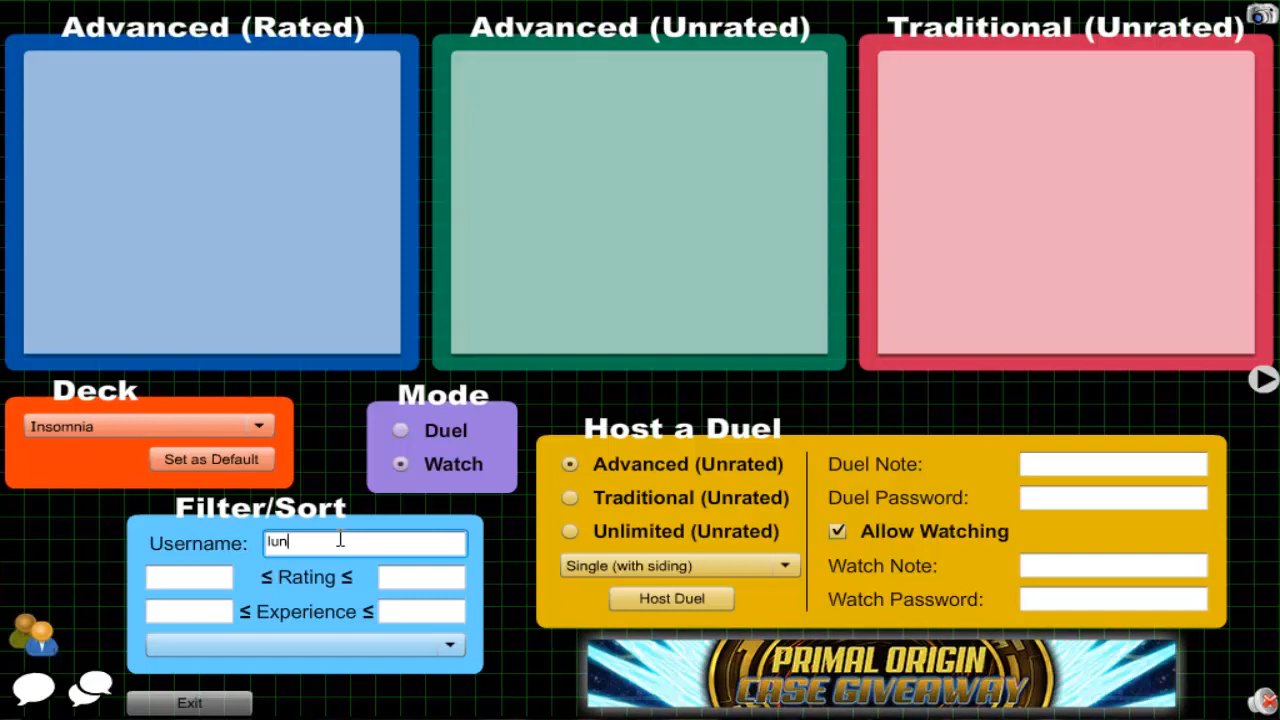 Advanced (Rated)
Advanced (Unrated)
Traditional (Unrated)
Deck
Insomnia
Set as Default
Mode
Duel
Watch
Filter/Sort
Username: lun
≤ Rating ≤
≤ Experience ≤
Exit
Host a Duel
Advanced (Unrated)
Traditional (Unrated)
Unlimited (Unrated)
Single (with siding)
Host Duel
Duel Note:
Duel Password:
Allow Watching
Watch Note:
Watch Password:
PRIMAL ORIGIN
CASE GIVEAWAY